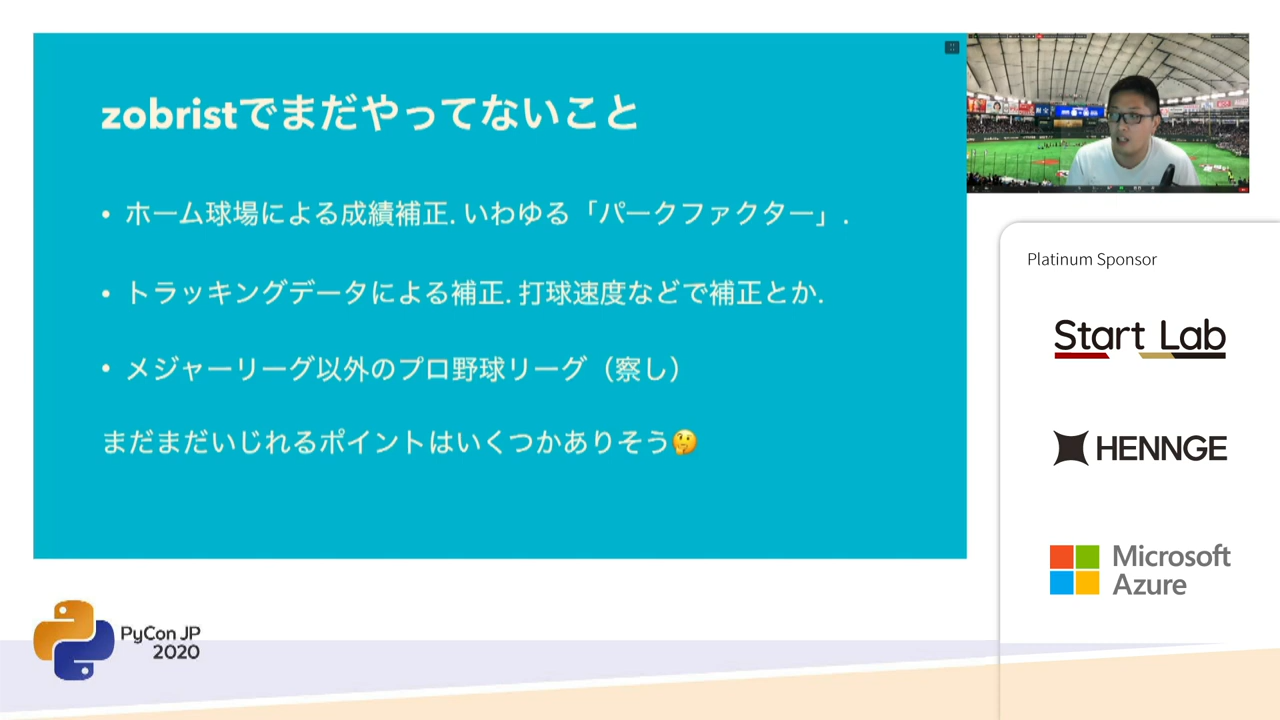 zobristでまだやってないこと
• ホーム球場による成績補正. いわゆる「パークファクター」.
• トラッキングデータによる補正. 打球速度などで補正とか.
• メジャーリーグ以外のプロ野球リーグ（察し）
まだまだいじれるポイントはいくつかありそう🤔
Platinum Sponsor
Start Lab
HENNGE
Microsoft
Azure
PyCon JP
2020